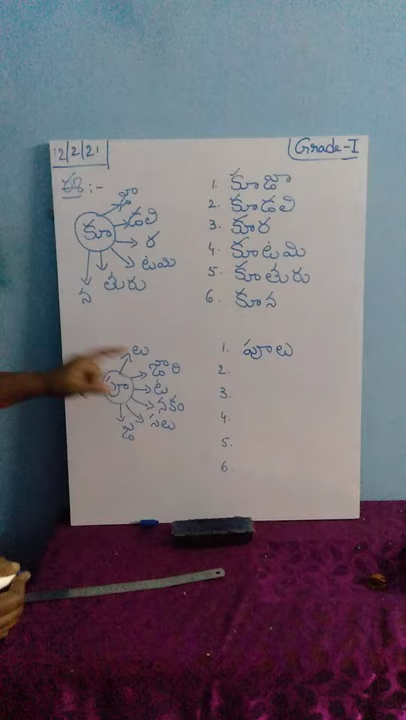 12/2/21
Grade-I
ఊ :-
కూ
జా
డలి
ర
టమి
తురు
న
1. కూజా
2. కూడలి
3. కూర
4. కూటమి
5. కూతురు
6. కూన
పూ
లు
జారి
ట
నకం
సలు
జ
1. పూలు
2.
3.
4.
5.
6.